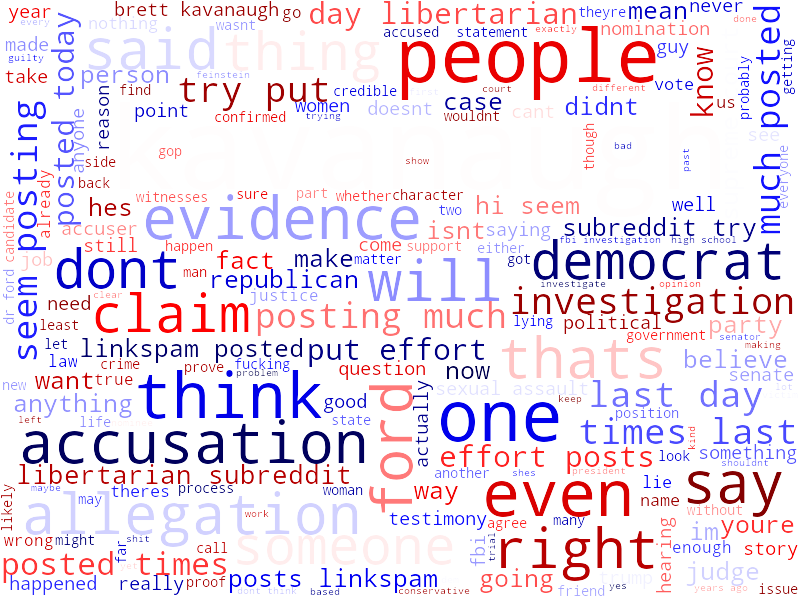 year brett kavanaugh go day libertarian theyre mean never done
every nothing wasnt accused statement exactly nomination
made said thing people guy getting
guilty take person feinstein credible court different vote know us probably
find try put case didnt
reason point women confirmed trying doesnt wouldnt cant see
posted today anyone though bad past everyone much posted
seem posting side gop show
back witnesses sure part whether character
already hes two hi seem well
candidate accuser evidence isnt saying subreddit try
dr ford still happen come support either fbi investigation high school
job fact make matter got democrat
dont man republican will investigate opinion
need clear justice investigation
least claim posting much lying political party
let linkspam posted put effort government senator making
law crime prove fucking question now thats believe
new want true problem senate
anything think good ford actually sexual assault last day lot
left life state one keep position times last
accusation effort posts look kind something
libertarian subreddit another shes president shouldnt
likely maybe theres process woman way even lie say
may allegation name without
work testimony agree many im youre
wrong might shit someone fbi trial right hearing enough story
posted times far call going judge
happened really proof posts linkspam friend trump years ago issue
dont think based conservative yes